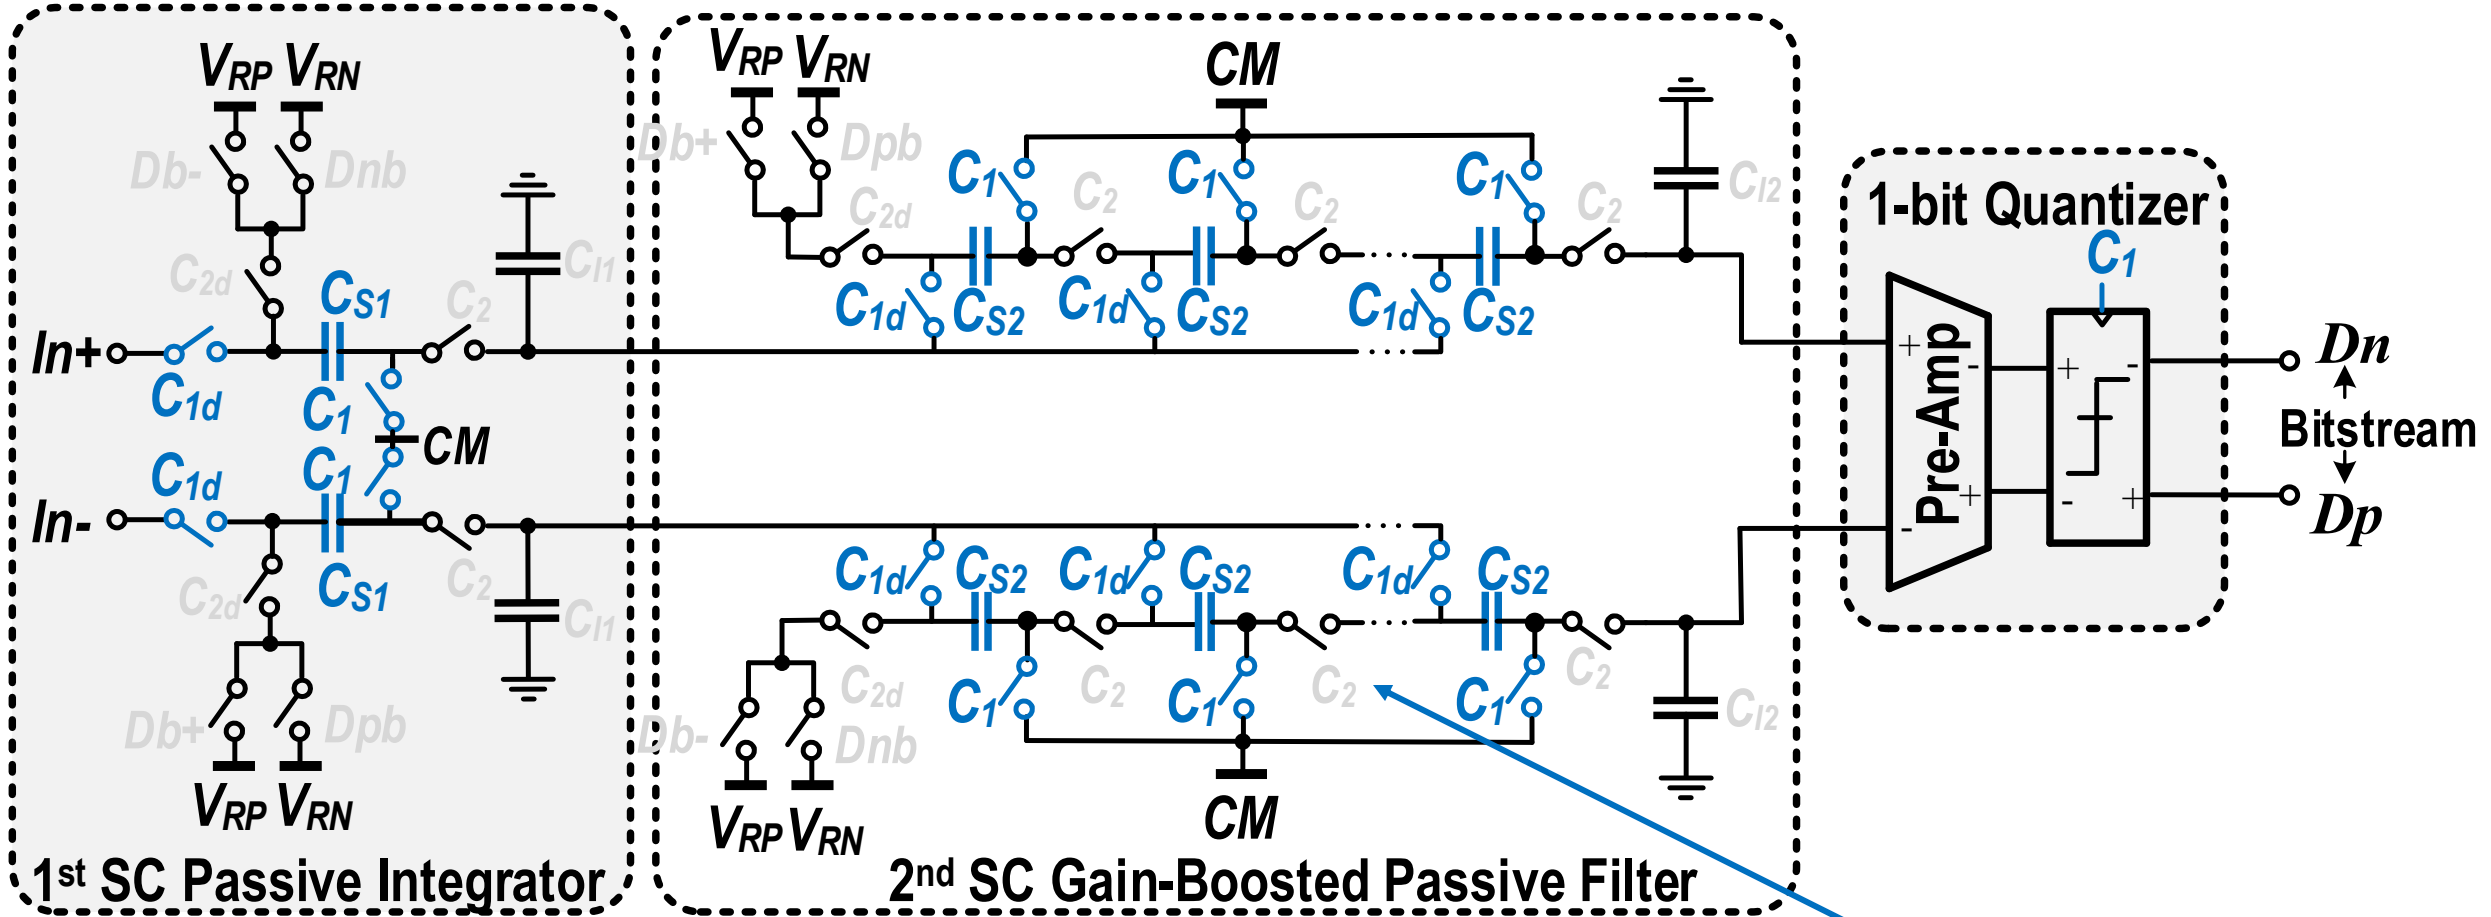 VRP VRN
VRP VRN
CM
Db- Dnb
Db+ Dpb
C1 C2 C1 C2 C1 C2 CI2
C2d
C2d
CS1 C2 CI1
C1d CS2 C1d CS2 C1d CS2
In+
C1d C1
CM
In- C1d C1
CS1 C2 CI1
C2d
C1d CS2 C1d CS2 C1d CS2
C2d C1 C2 C1 C2 C1 C2 CI2
Db+ Dpb
Db- Dnb
VRP VRN
VRP VRN
CM
1st SC Passive Integrator
2nd SC Gain-Boosted Passive Filter
1-bit Quantizer
C1
Pre-Amp
+ -
+ -
- +
- +
Dn
Bitstream
Dp